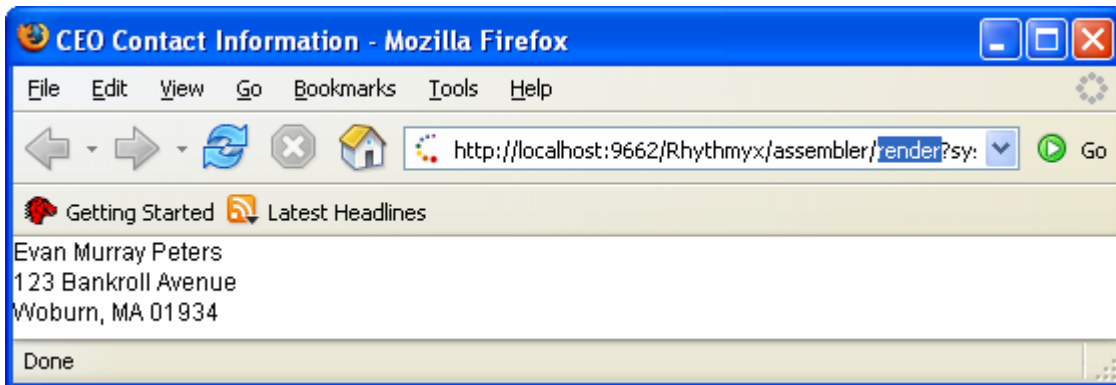 CEO Contact Information - Mozilla Firefox
File Edit View Go Bookmarks Tools Help
http://localhost:9662/Rhythmyx/assembler/render?sys Go
Getting Started Latest Headlines
Evan Murray Peters
123 Bankroll Avenue
Woburn, MA 01934
Done